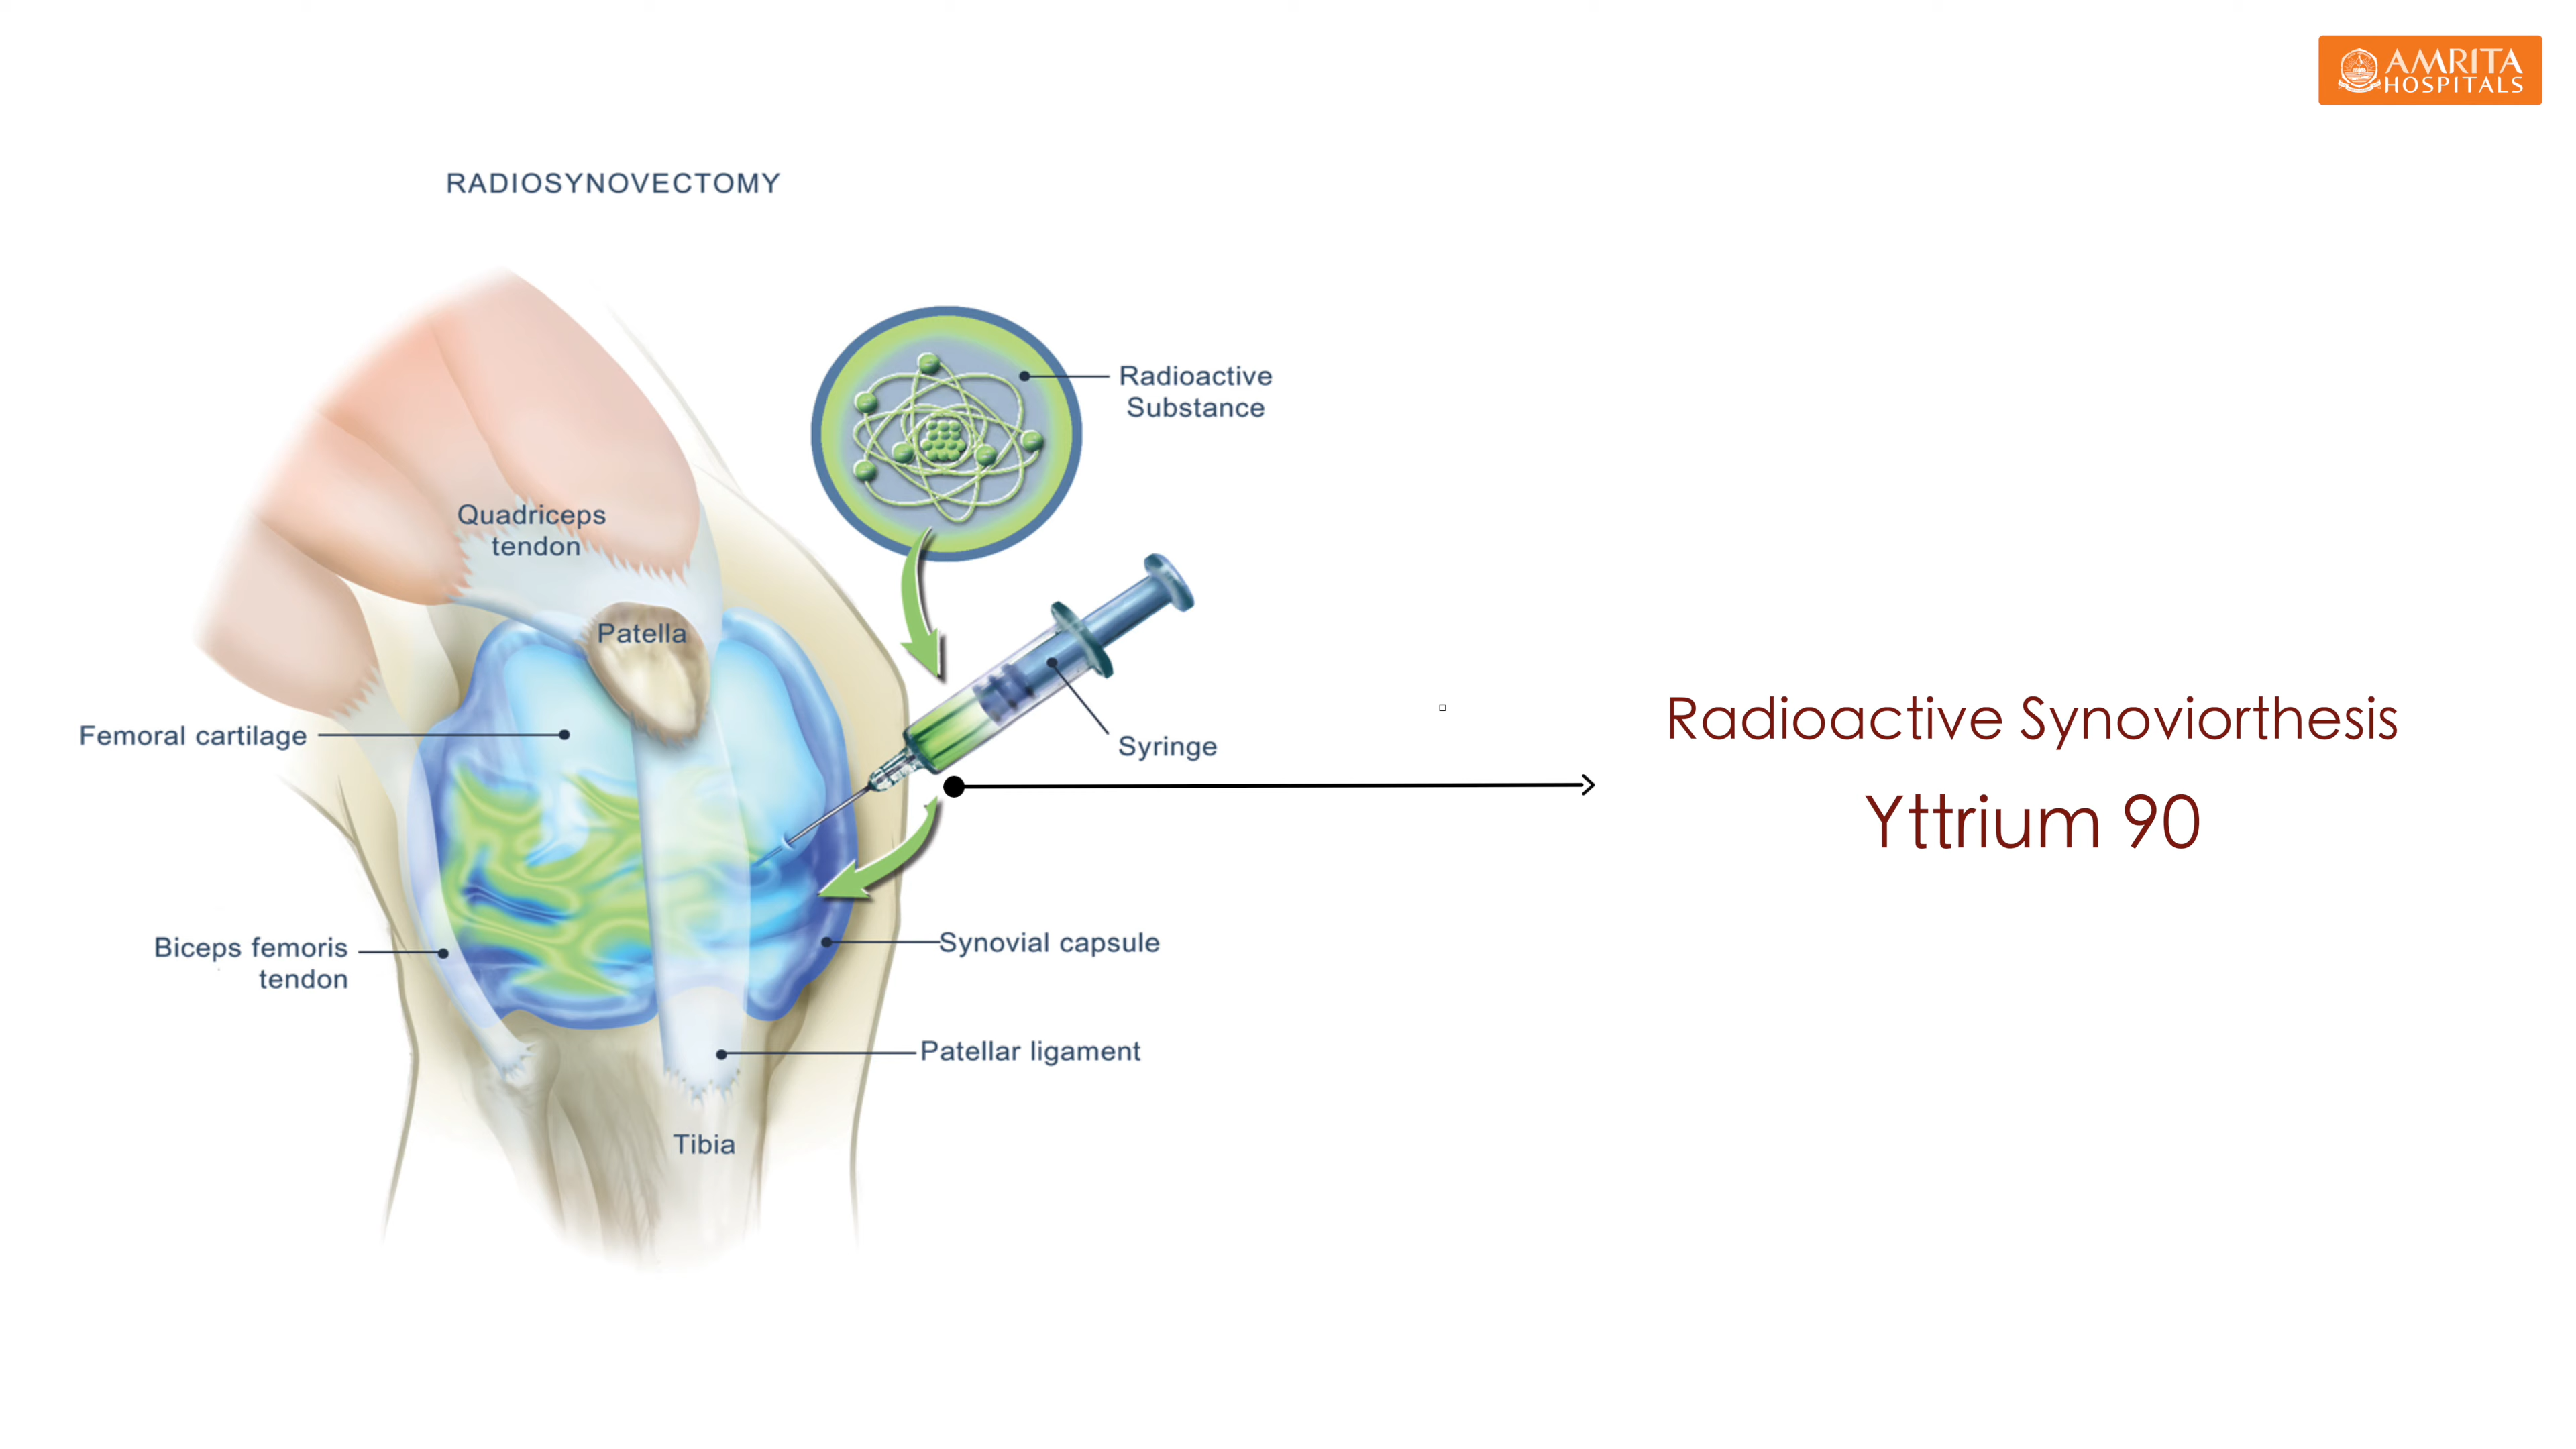 AMRITA
HOSPITALS
RADIOSYNOVECTOMY
Radioactive
Substance
Quadriceps
tendon
Patella
Femoral cartilage
Syringe
Radioactive Synoviorthesis
Yttrium 90
Biceps femoris
tendon
Synovial capsule
Patellar ligament
Tibia